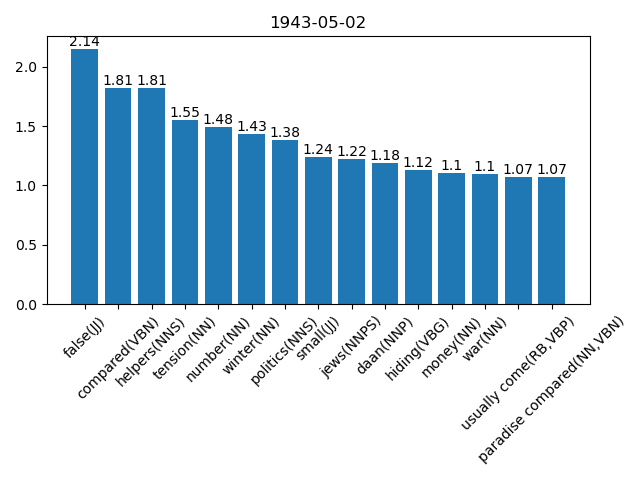 1943-05-02
2.14
1.81
1.81
1.55
1.48
1.43
1.38
1.24
1.22
1.18
1.12
1.1
1.1
1.07
1.07
2.0
1.5
1.0
0.5
0.0
false(JJ)
compared(VBN)
helpers(NNS)
tension(NN)
number(NN)
winter(NN)
politics(NNS)
small(JJ)
jews(NNPS)
daan(NNP)
hiding(VBG)
money(NN)
war(NN)
usually come(RB,VBP)
paradise compared(NN,VBN)